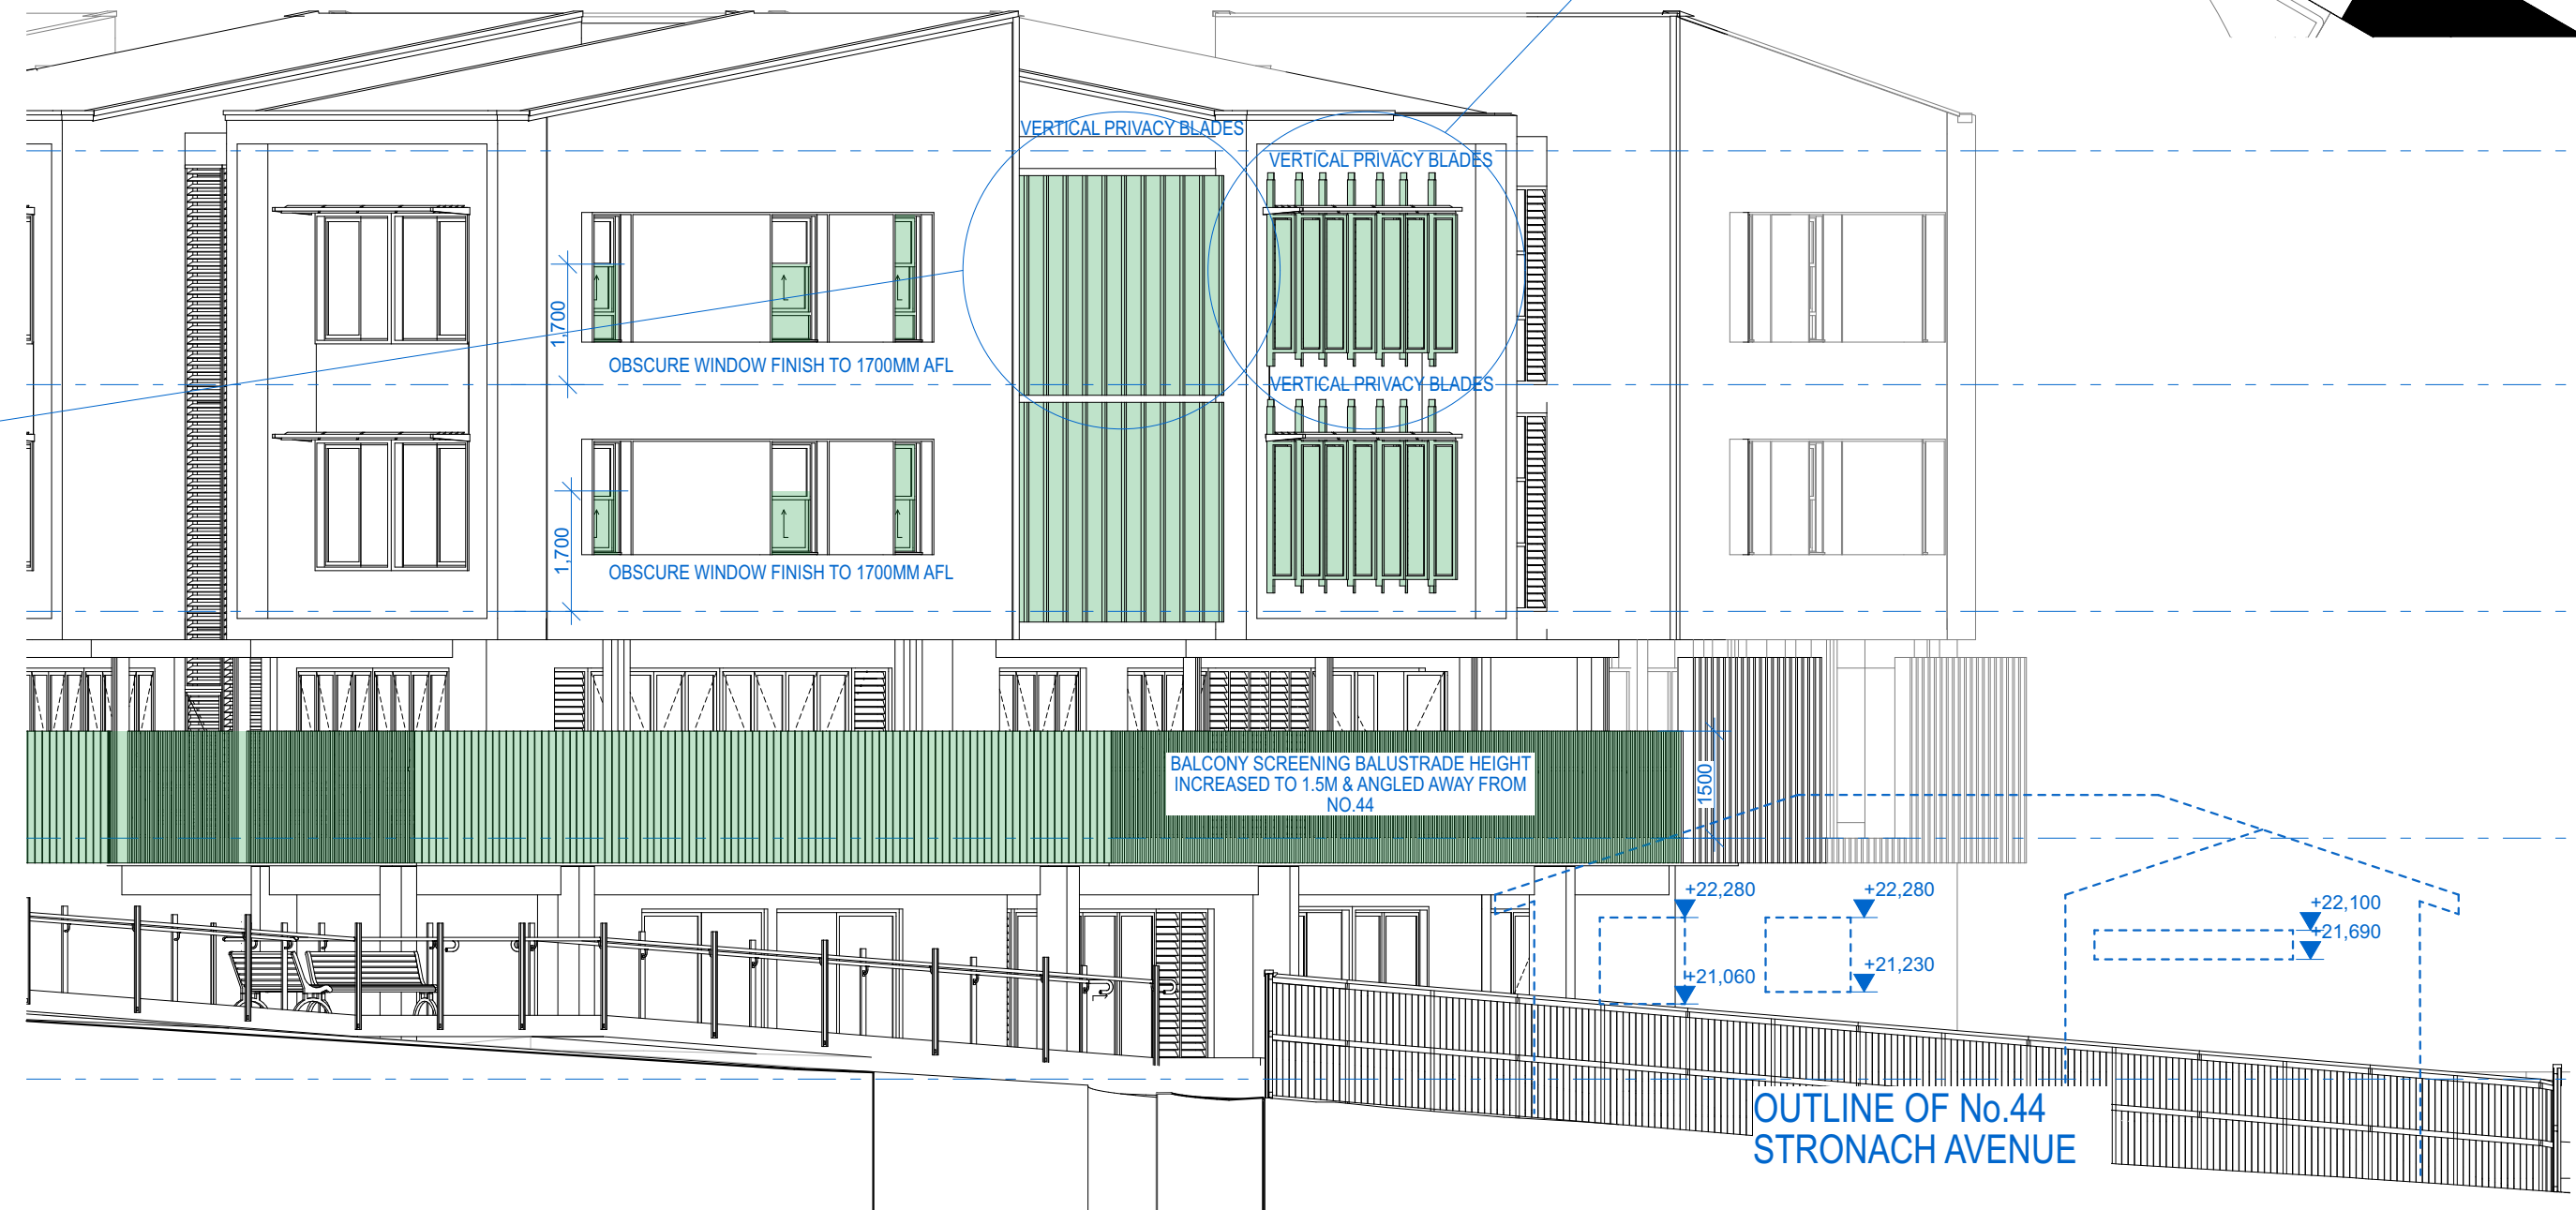 VERTICAL PRIVACY BLADES
VERTICAL PRIVACY BLADES
1,700
OBSCURE WINDOW FINISH TO 1700MM AFL
VERTICAL PRIVACY BLADES
1,700
OBSCURE WINDOW FINISH TO 1700MM AFL
BALCONY SCREENING BALUSTRADE HEIGHT
INCREASED TO 1.5M & ANGLED AWAY FROM
NO.44
1500
+22,280
+22,280
+22,100
+21,690
+21,060
+21,230
OUTLINE OF No.44
STRONACH AVENUE